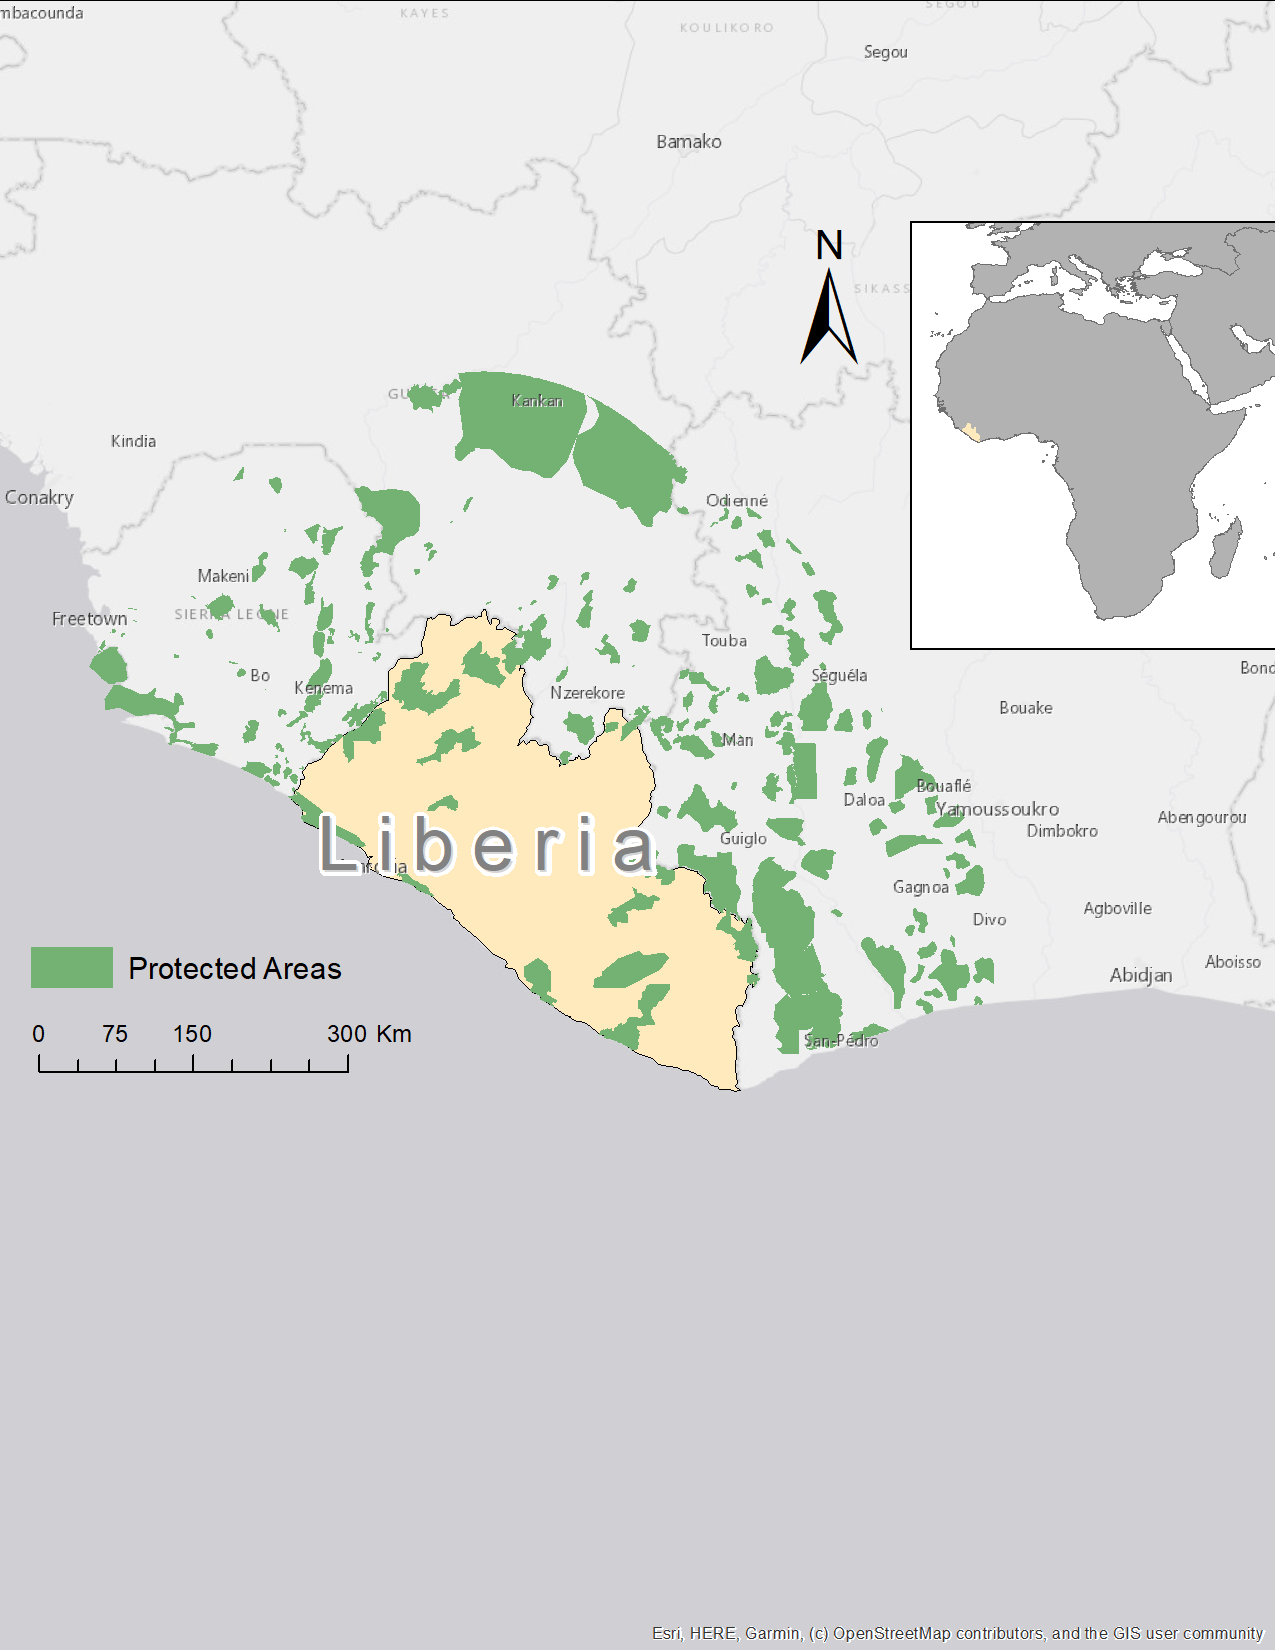 mbacounda
KAYES
SEGOU
KOULIKORO
Segou
Bamako
N
SIKASS
Kankan
Kindia
Conakry
Odienné
Makeni
SIERRA LEONE
Freetown
Touba
Bo
Kenema
Nzerekore
Séguéla
Bond
Bouake
Man
Bouaflé
Daloa
Yamoussoukro
Abengourou
Dimbokro
Guiglo
Liberia
Gagnoa
Agboville
Divo
Aboisso
Abidjan
Protected Areas
0 75 150 300 Km
San-Pédro
Esri, HERE, Garmin, (c) OpenStreetMap contributors, and the GIS user community